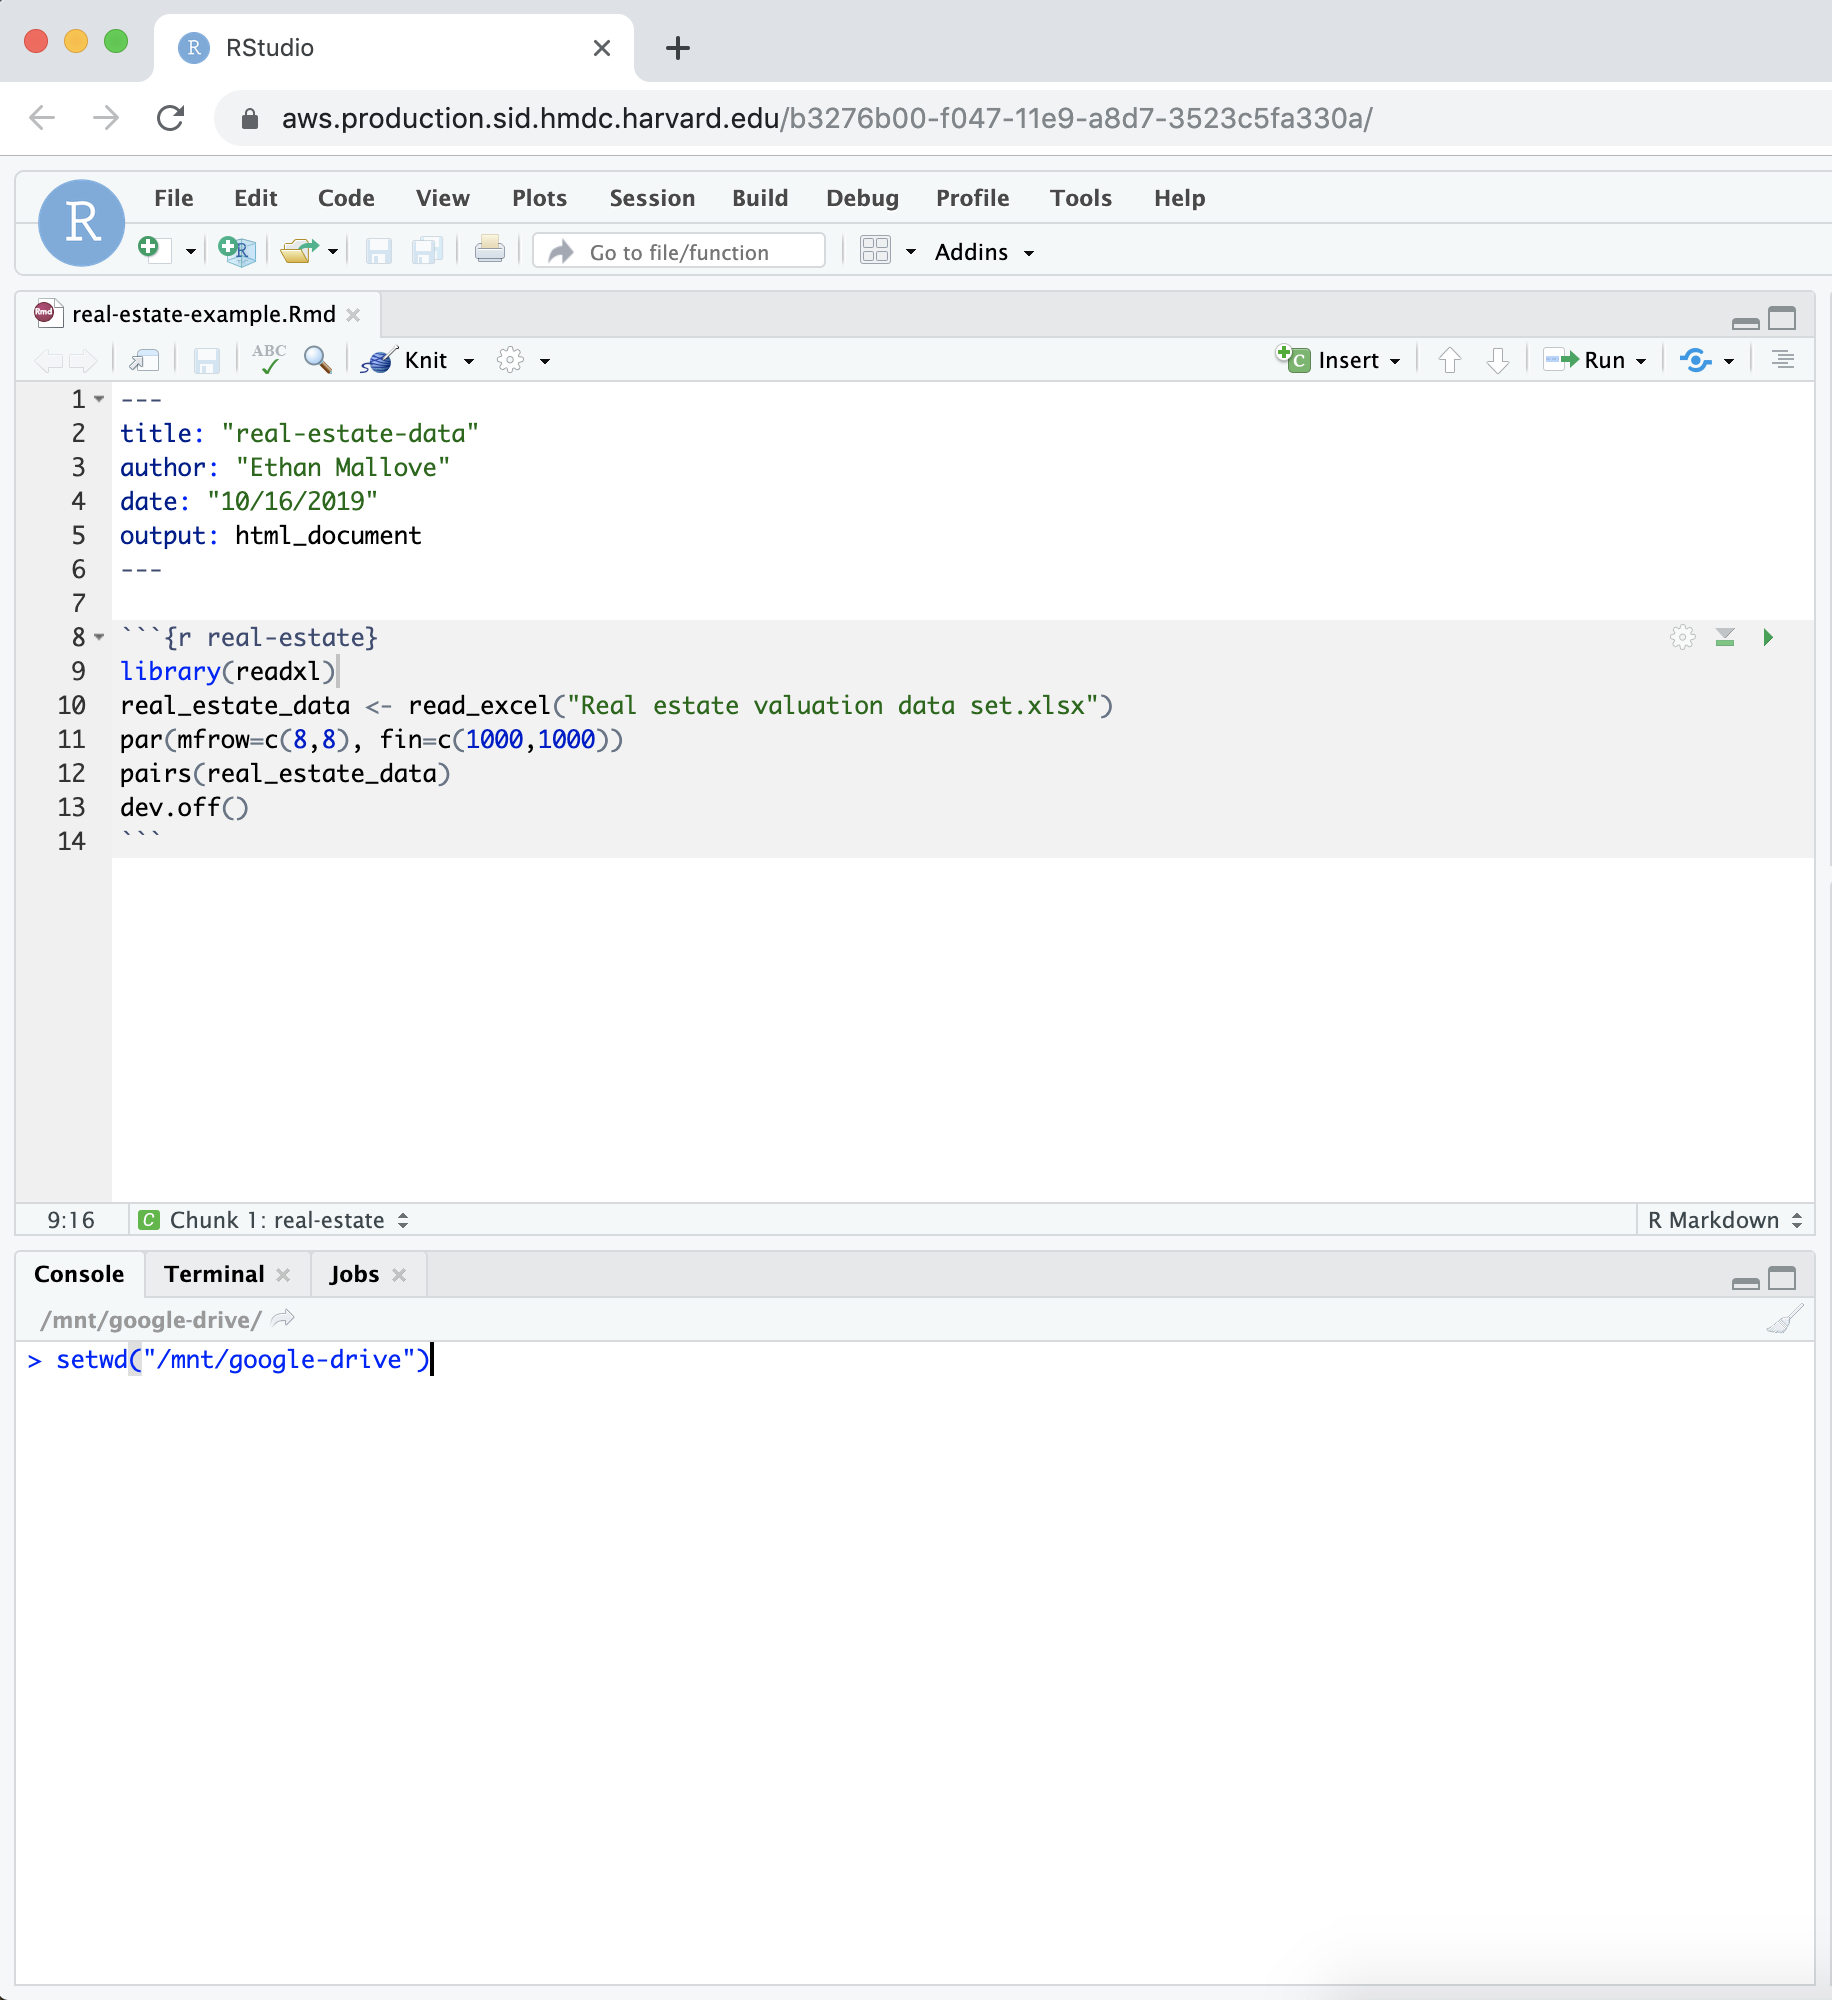 RStudio
aws.production.sid.hmdc.harvard.edu/b3276b00-f047-11e9-a8d7-3523c5fa330a/
R File Edit Code View Plots Session Build Debug Profile Tools Help
Go to file/function Addins
real-estate-example.Rmd
ABC Knit Insert Run
1 ---
2 title: "real-estate-data"
3 author: "Ethan Mallove"
4 date: "10/16/2019"
5 output: html_document
6 ---
7
8 ```{r real-estate}
9 library(readxl)
10 real_estate_data <- read_excel("Real estate valuation data set.xlsx")
11 par(mfrow=c(8,8), fin=c(1000,1000))
12 pairs(real_estate_data)
13 dev.off()
14 ```
9:16 C Chunk 1: real-estate R Markdown
Console Terminal Jobs
/mnt/google-drive/
> setwd("/mnt/google-drive")